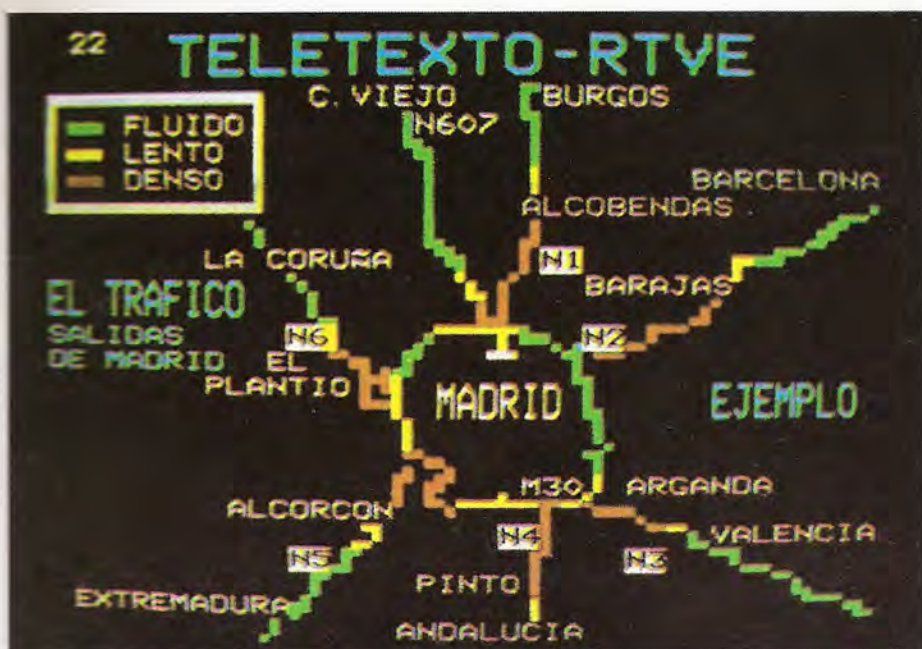 22
TELETEXTO-RTVE
C. VIEJO
BURGOS
N607
FLUIDO
LENTO
DENSO
BARCELONA
ALCOBENDAS
LA CORUÑA
N1
BARAJAS
EL TRAFICO
SALIDAS
DE MADRID
N6
N2
EL
PLANTIO
MADRID
EJEMPLO
M30
ARGANDA
ALCORCON
N4
VALENCIA
N5
N3
PINTO
EXTREMADURA
ANDALUCIA